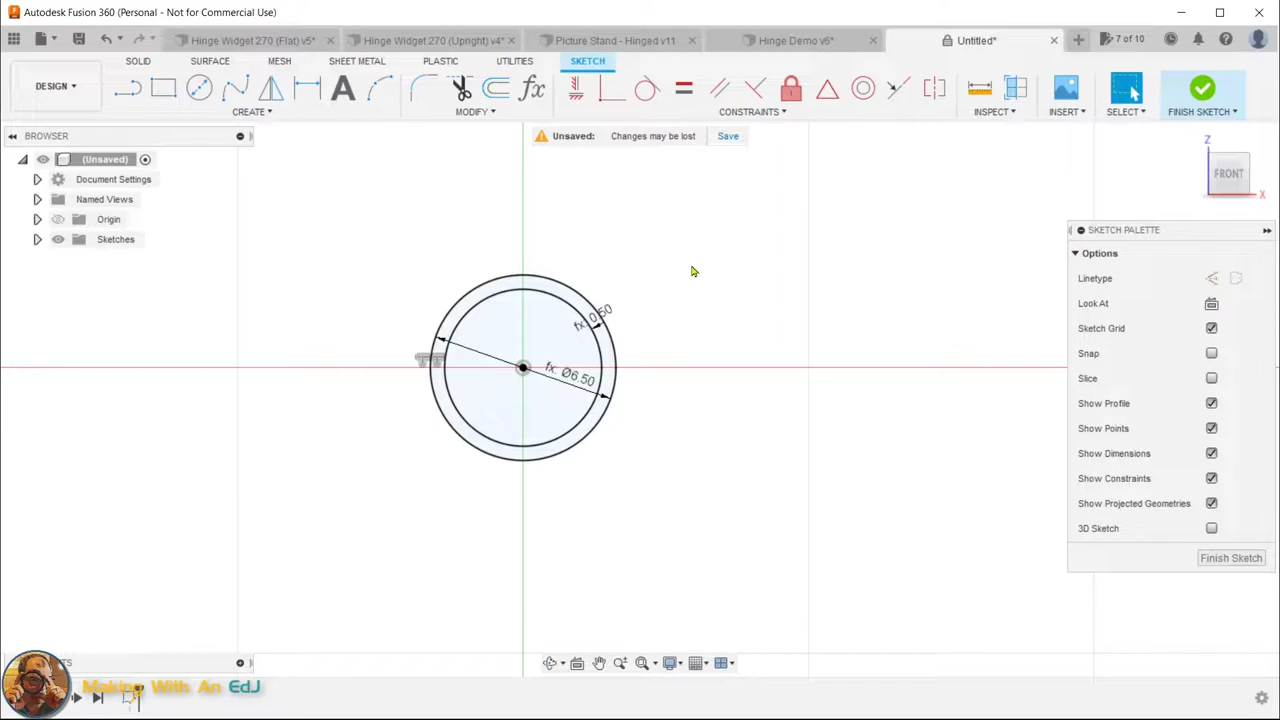 Autodesk Fusion 360 (Personal - Not for Commercial Use)
Hinge Widget 270 (Flat) v5*
Hinge Widget 270 (Upright) v4*
Picture Stand - Hinged v11
Hinge Demo v6*
Untitled*
7 of 10
DESIGN
SOLID
SURFACE
MESH
SHEET METAL
PLASTIC
UTILITIES
SKETCH
CREATE
MODIFY
CONSTRAINTS
INSPECT
INSERT
SELECT
FINISH SKETCH
BROWSER
Unsaved: Changes may be lost Save
(Unsaved)
Document Settings
Named Views
Origin
Sketches
Z
FRONT
X
SKETCH PALETTE
Options
Linetype
Look At
Sketch Grid
Snap
Slice
Show Profile
Show Points
Show Dimensions
Show Constraints
Show Projected Geometries
3D Sketch
Finish Sketch
fx: 0.50
fx: Ø6.50
Making With An EdJ